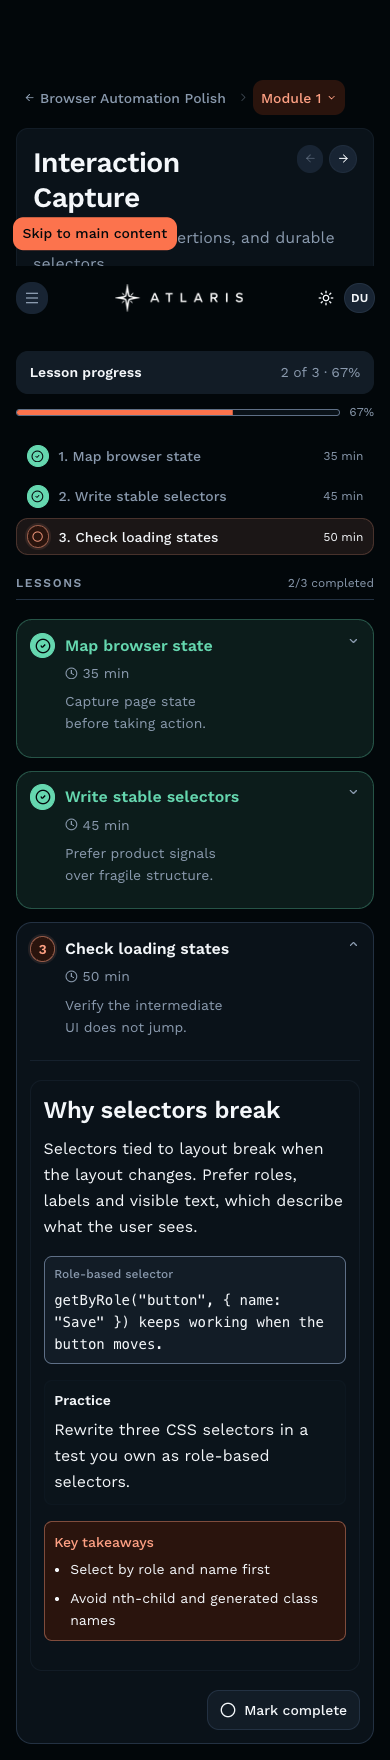 Browser Automation Polish
Module 1
Interaction
Capture
Skip to main content
ertions, and durable
selectors
ATLARIS
DU
Lesson progress
2 of 3 · 67%
67%
1. Map browser state
35 min
2. Write stable selectors
45 min
3. Check loading states
50 min
LESSONS
2/3 completed
Map browser state
35 min
Capture page state
before taking action.
Write stable selectors
45 min
Prefer product signals
over fragile structure.
3
Check loading states
50 min
Verify the intermediate
UI does not jump.
Why selectors break
Selectors tied to layout break when
the layout changes. Prefer roles,
labels and visible text, which describe
what the user sees.
Role-based selector
getByRole("button", { name:
"Save" }) keeps working when the
button moves.
Practice
Rewrite three CSS selectors in a
test you own as role-based
selectors.
Key takeaways
• Select by role and name first
• Avoid nth-child and generated class
names
Mark complete